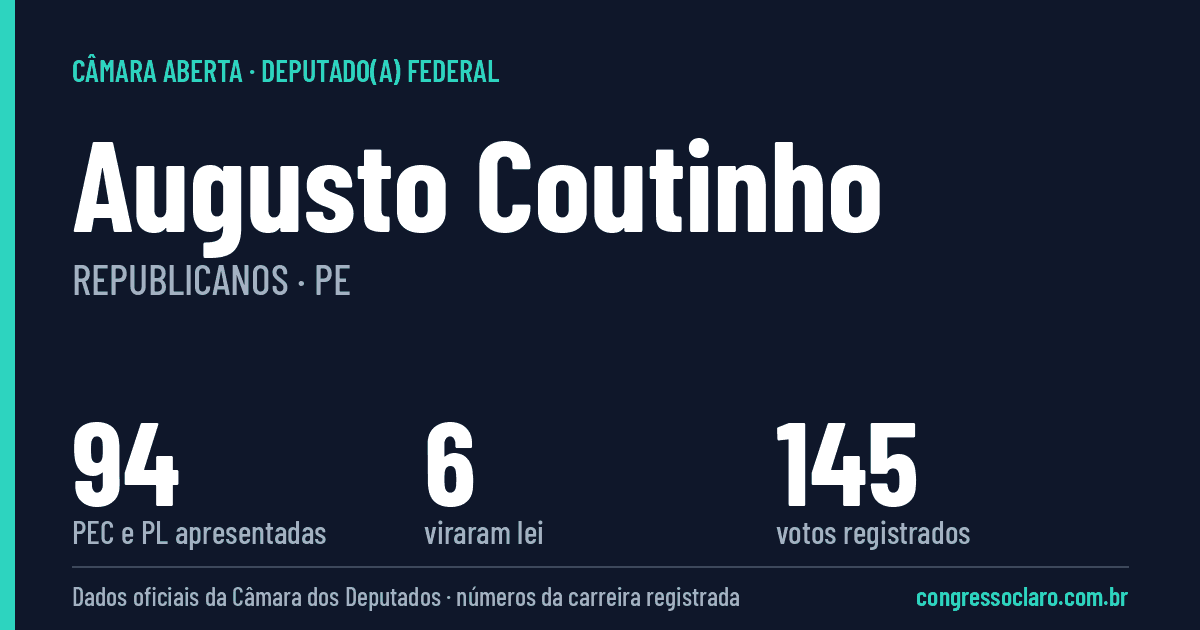 CÂMARA ABERTA · DEPUTADO(A) FEDERAL
Augusto Coutinho
REPUBLICANOS · PE
94
PEC e PL apresentadas
6
viraram lei
145
votos registrados
Dados oficiais da Câmara dos Deputados · números da carreira registrada
congressoclaro.com.br